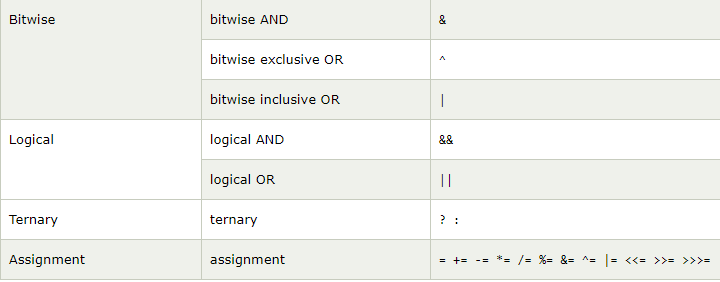 Bitwise bitwise AND &
bitwise exclusive OR ^
bitwise inclusive OR |
Logical logical AND &&
logical OR ||
Ternary ternary ? :
Assignment assignment = += -= *= /= %= &= ^= |= <<= >>= >>>=